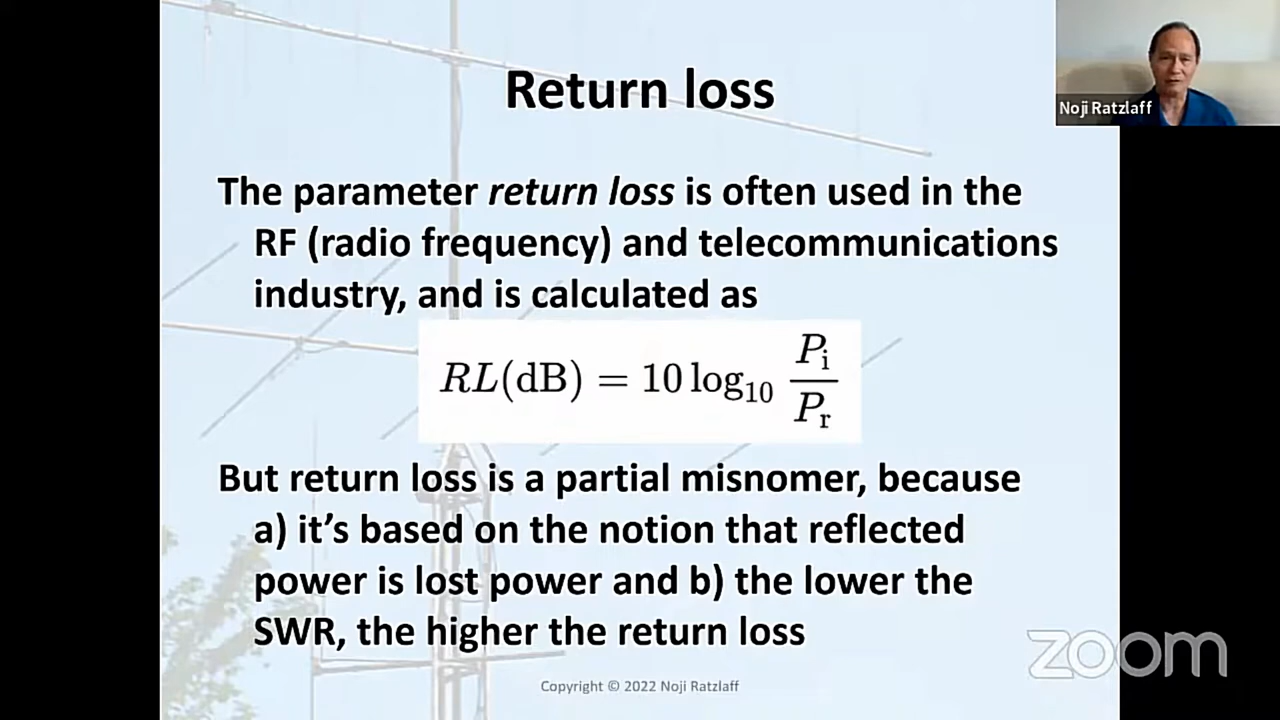 Return loss
Noji Ratzlaff
The parameter return loss is often used in the
RF (radio frequency) and telecommunications
industry, and is calculated as
RL(dB) = 10 log₁₀ Pᵢ/Pᵣ
But return loss is a partial misnomer, because
a) it’s based on the notion that reflected
power is lost power and b) the lower the
SWR, the higher the return loss
zoom
Copyright © 2022 Noji Ratzlaff